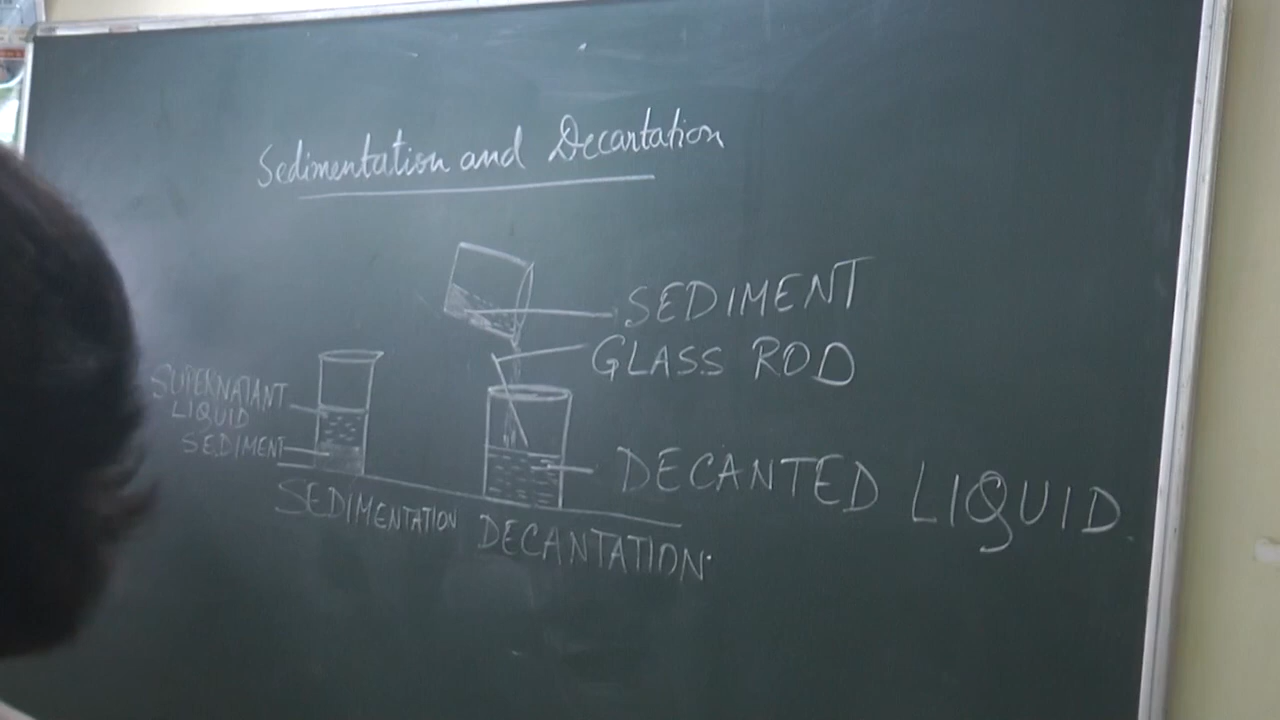 Sedimentation and Decantation
SEDIMENT
GLASS ROD
SUPERNATANT
LIQUID
SEDIMENT
DECANTED LIQUID
SEDIMENTATION
DECANTATION